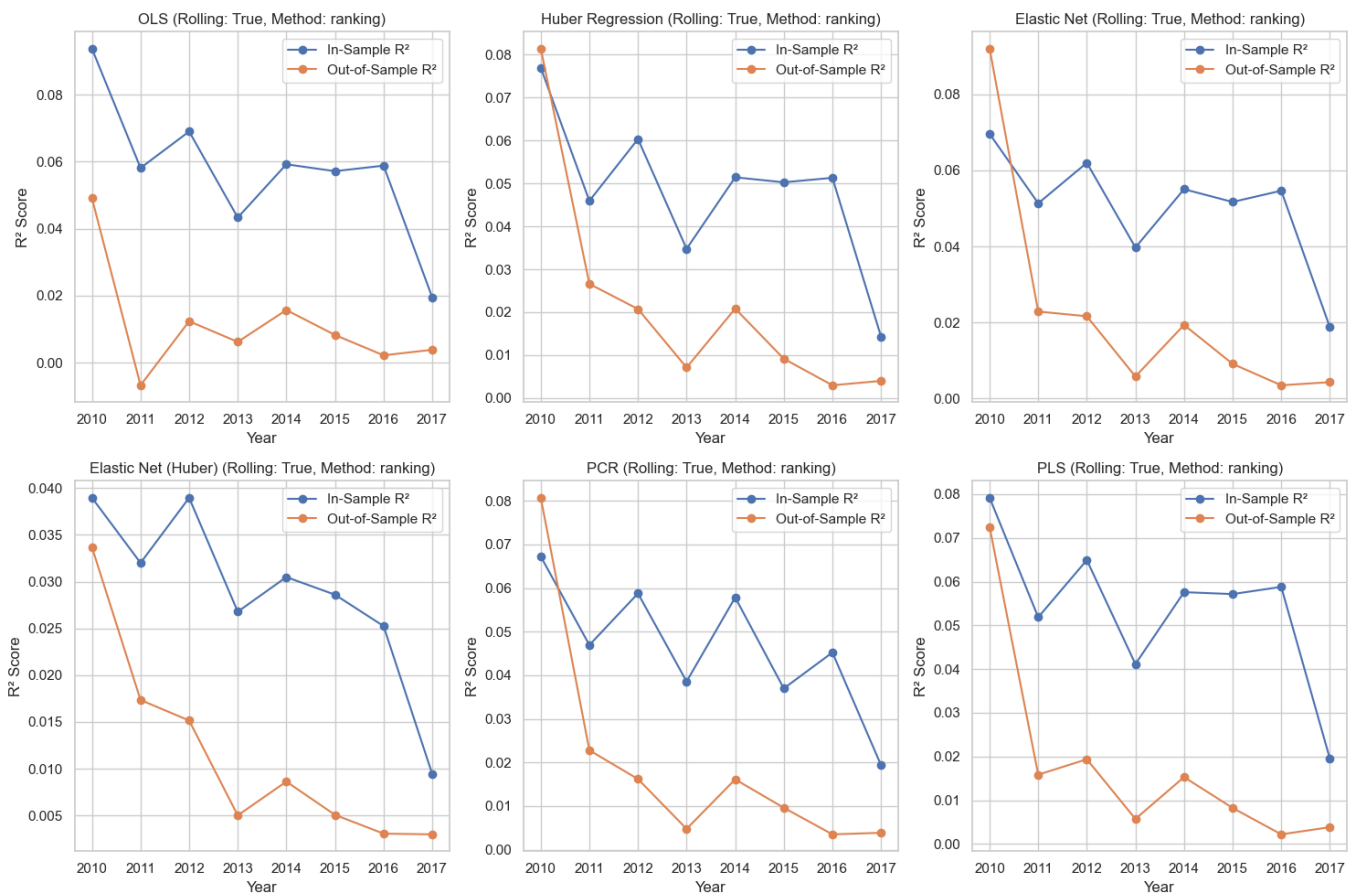 OLS (Rolling: True, Method: ranking)
In-Sample R²
Out-of-Sample R²
R² Score
0.08
0.06
0.04
0.02
0.00
2010 2011 2012 2013 2014 2015 2016 2017
Year
Huber Regression (Rolling: True, Method: ranking)
In-Sample R²
Out-of-Sample R²
R² Score
0.08
0.07
0.06
0.05
0.04
0.03
0.02
0.01
0.00
2010 2011 2012 2013 2014 2015 2016 2017
Year
Elastic Net (Rolling: True, Method: ranking)
In-Sample R²
Out-of-Sample R²
R² Score
0.08
0.06
0.04
0.02
0.00
2010 2011 2012 2013 2014 2015 2016 2017
Year
Elastic Net (Huber) (Rolling: True, Method: ranking)
In-Sample R²
Out-of-Sample R²
R² Score
0.040
0.035
0.030
0.025
0.020
0.015
0.010
0.005
2010 2011 2012 2013 2014 2015 2016 2017
Year
PCR (Rolling: True, Method: ranking)
In-Sample R²
Out-of-Sample R²
R² Score
0.08
0.07
0.06
0.05
0.04
0.03
0.02
0.01
0.00
2010 2011 2012 2013 2014 2015 2016 2017
Year
PLS (Rolling: True, Method: ranking)
In-Sample R²
Out-of-Sample R²
R² Score
0.08
0.07
0.06
0.05
0.04
0.03
0.02
0.01
0.00
2010 2011 2012 2013 2014 2015 2016 2017
Year